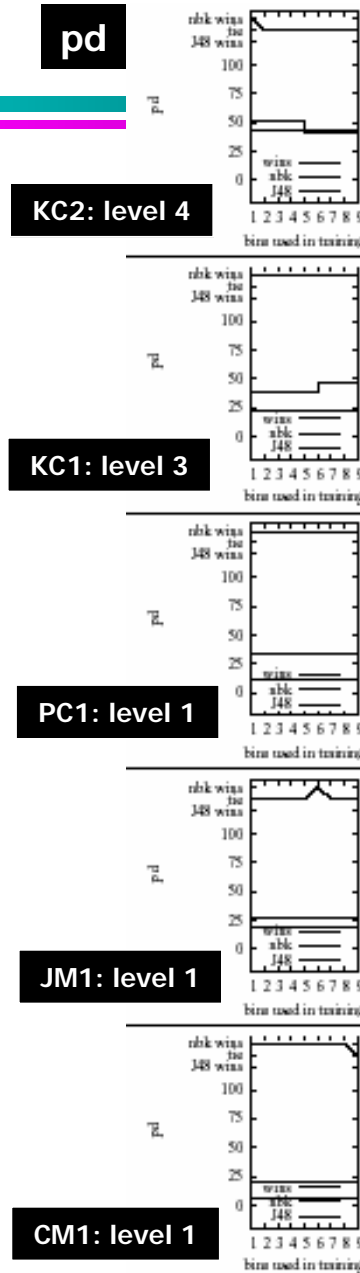 pd
nbk wins
tie
J48 wins
100
75
pd
50
25
0
wins
nbk
J48
1 2 3 4 5 6 7 8 9
bins used in training
KC2: level 4
nbk wins
tie
J48 wins
100
75
pd
50
25
0
wins
nbk
J48
1 2 3 4 5 6 7 8 9
bins used in training
KC1: level 3
nbk wins
tie
J48 wins
100
75
pd
50
25
0
wins
nbk
J48
1 2 3 4 5 6 7 8 9
bins used in training
PC1: level 1
nbk wins
tie
J48 wins
100
75
pd
50
25
0
wins
nbk
J48
1 2 3 4 5 6 7 8 9
bins used in training
JM1: level 1
nbk wins
tie
J48 wins
100
75
pd
50
25
0
wins
nbk
J48
1 2 3 4 5 6 7 8 9
bins used in training
CM1: level 1